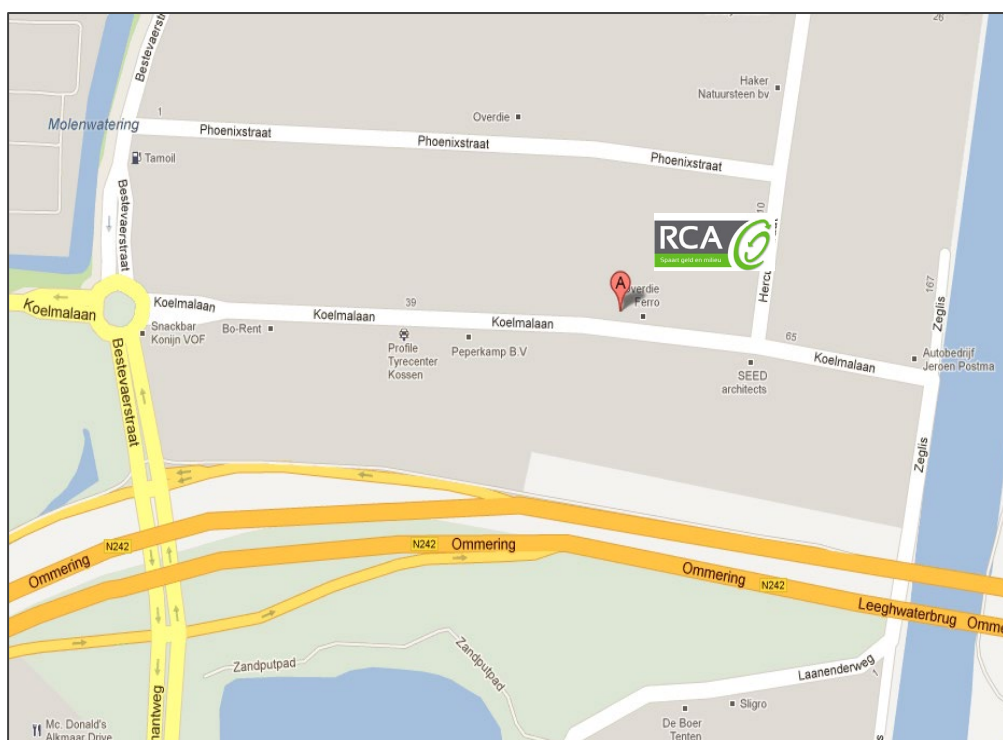 26
Bestevaerstraat
Haker
Natuursteen bv
1
Molenwatering
Overdie
Phoenixstraat
Phoenixstraat
Phoenixstraat
Tamoil
Bestevaerstraat
10
RCA
Spaart geld en milieu
167
A
Overdie
Ferro
Zeglis
Koelmalaan
Koelmalaan
39
Koelmalaan
Koelmalaan
65
Koelmalaan
Snackbar
Konijn VOF
Bo-Rent
Profile
Tyrecenter
Kossen
Peperkamp B.V
SEED
architects
Autobedrijf
Jeroen Postma
Bestevaerstraat
Zeglis
N242
Ommering
N242
Ommering
Ommering
N242
Leeghwaterbrug
Zandputpad
Zandputpad
Laanenderweg
1
Sligro
De Boer
Tenten
Mc. Donald's
Alkmaar Drive